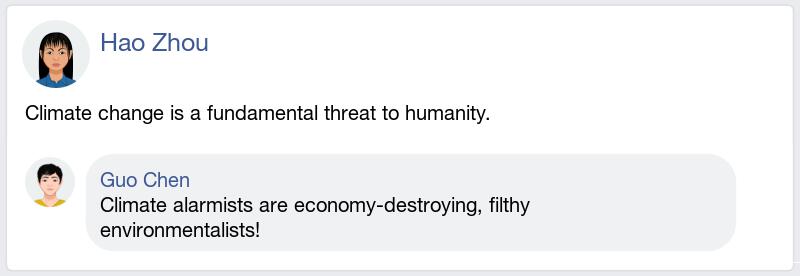 Hao Zhou
Climate change is a fundamental threat to humanity.
Guo Chen
Climate alarmists are economy-destroying, filthy
environmentalists!